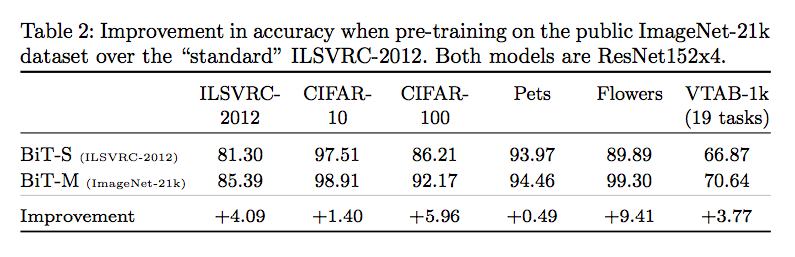 Table 2: Improvement in accuracy when pre-training on the public ImageNet-21k
dataset over the “standard” ILSVRC-2012. Both models are ResNet152x4.
ILSVRC- CIFAR- CIFAR- Pets Flowers VTAB-1k
2012 10 100 (19 tasks)
BiT-S (ILSVRC-2012) 81.30 97.51 86.21 93.97 89.89 66.87
BiT-M (ImageNet-21k) 85.39 98.91 92.17 94.46 99.30 70.64
Improvement +4.09 +1.40 +5.96 +0.49 +9.41 +3.77